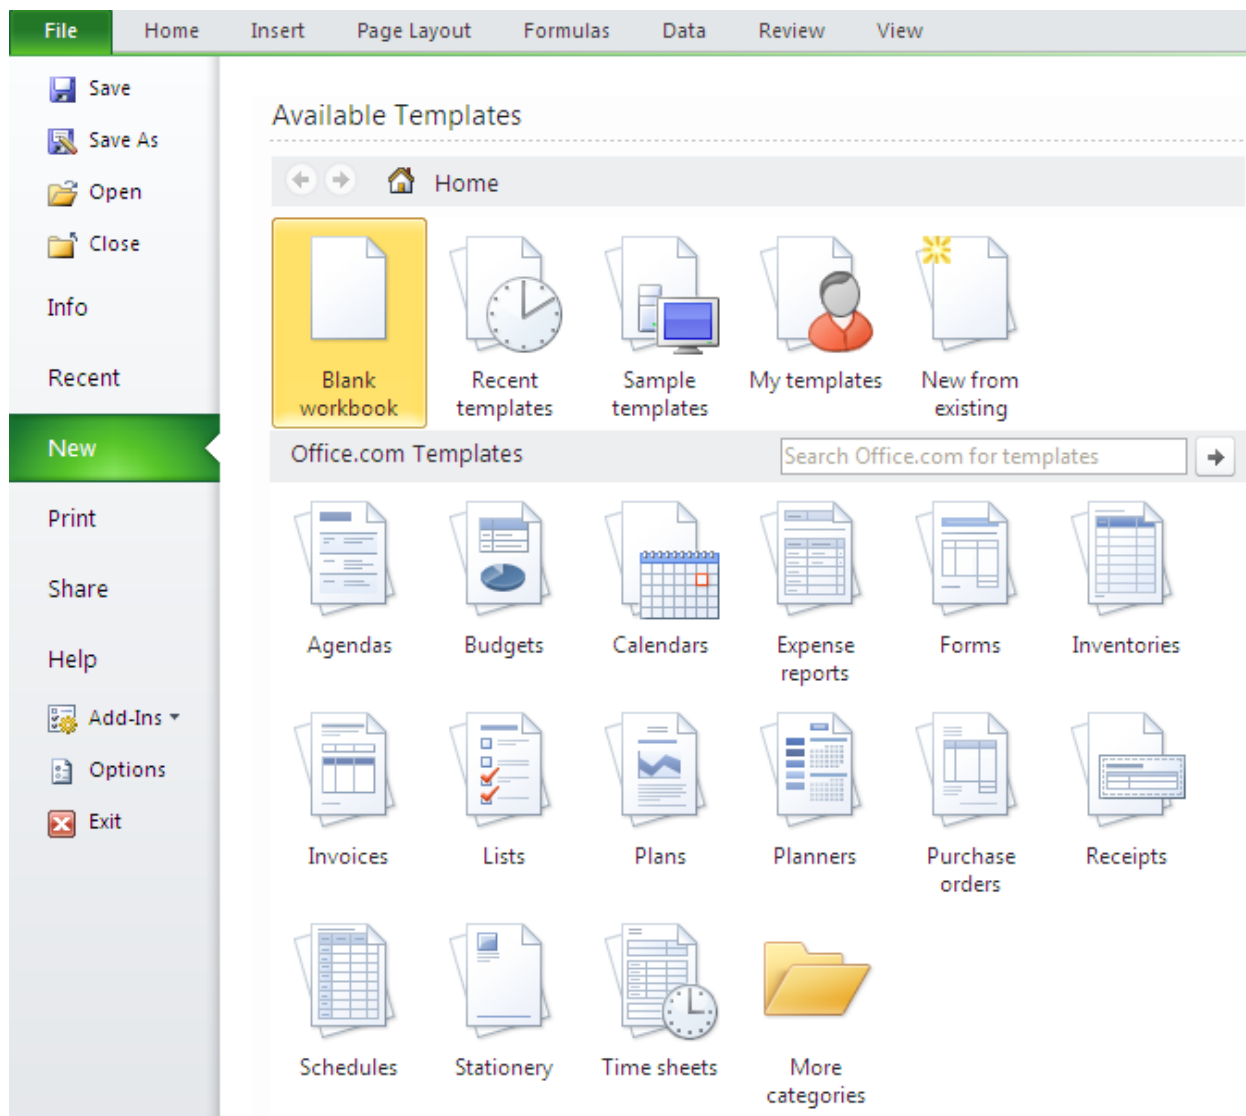 File Home Insert Page Layout Formulas Data Review View
Save
Save As
Open
Close
Info
Recent
New
Print
Share
Help
Add-Ins
Options
Exit
Available Templates
Home
Blank
workbook
Recent
templates
Sample
templates
My templates
New from
existing
Office.com Templates
Search Office.com for templates
Agendas
Budgets
Calendars
Expense
reports
Forms
Inventories
Invoices
Lists
Plans
Planners
Purchase
orders
Receipts
Schedules
Stationery
Time sheets
More
categories